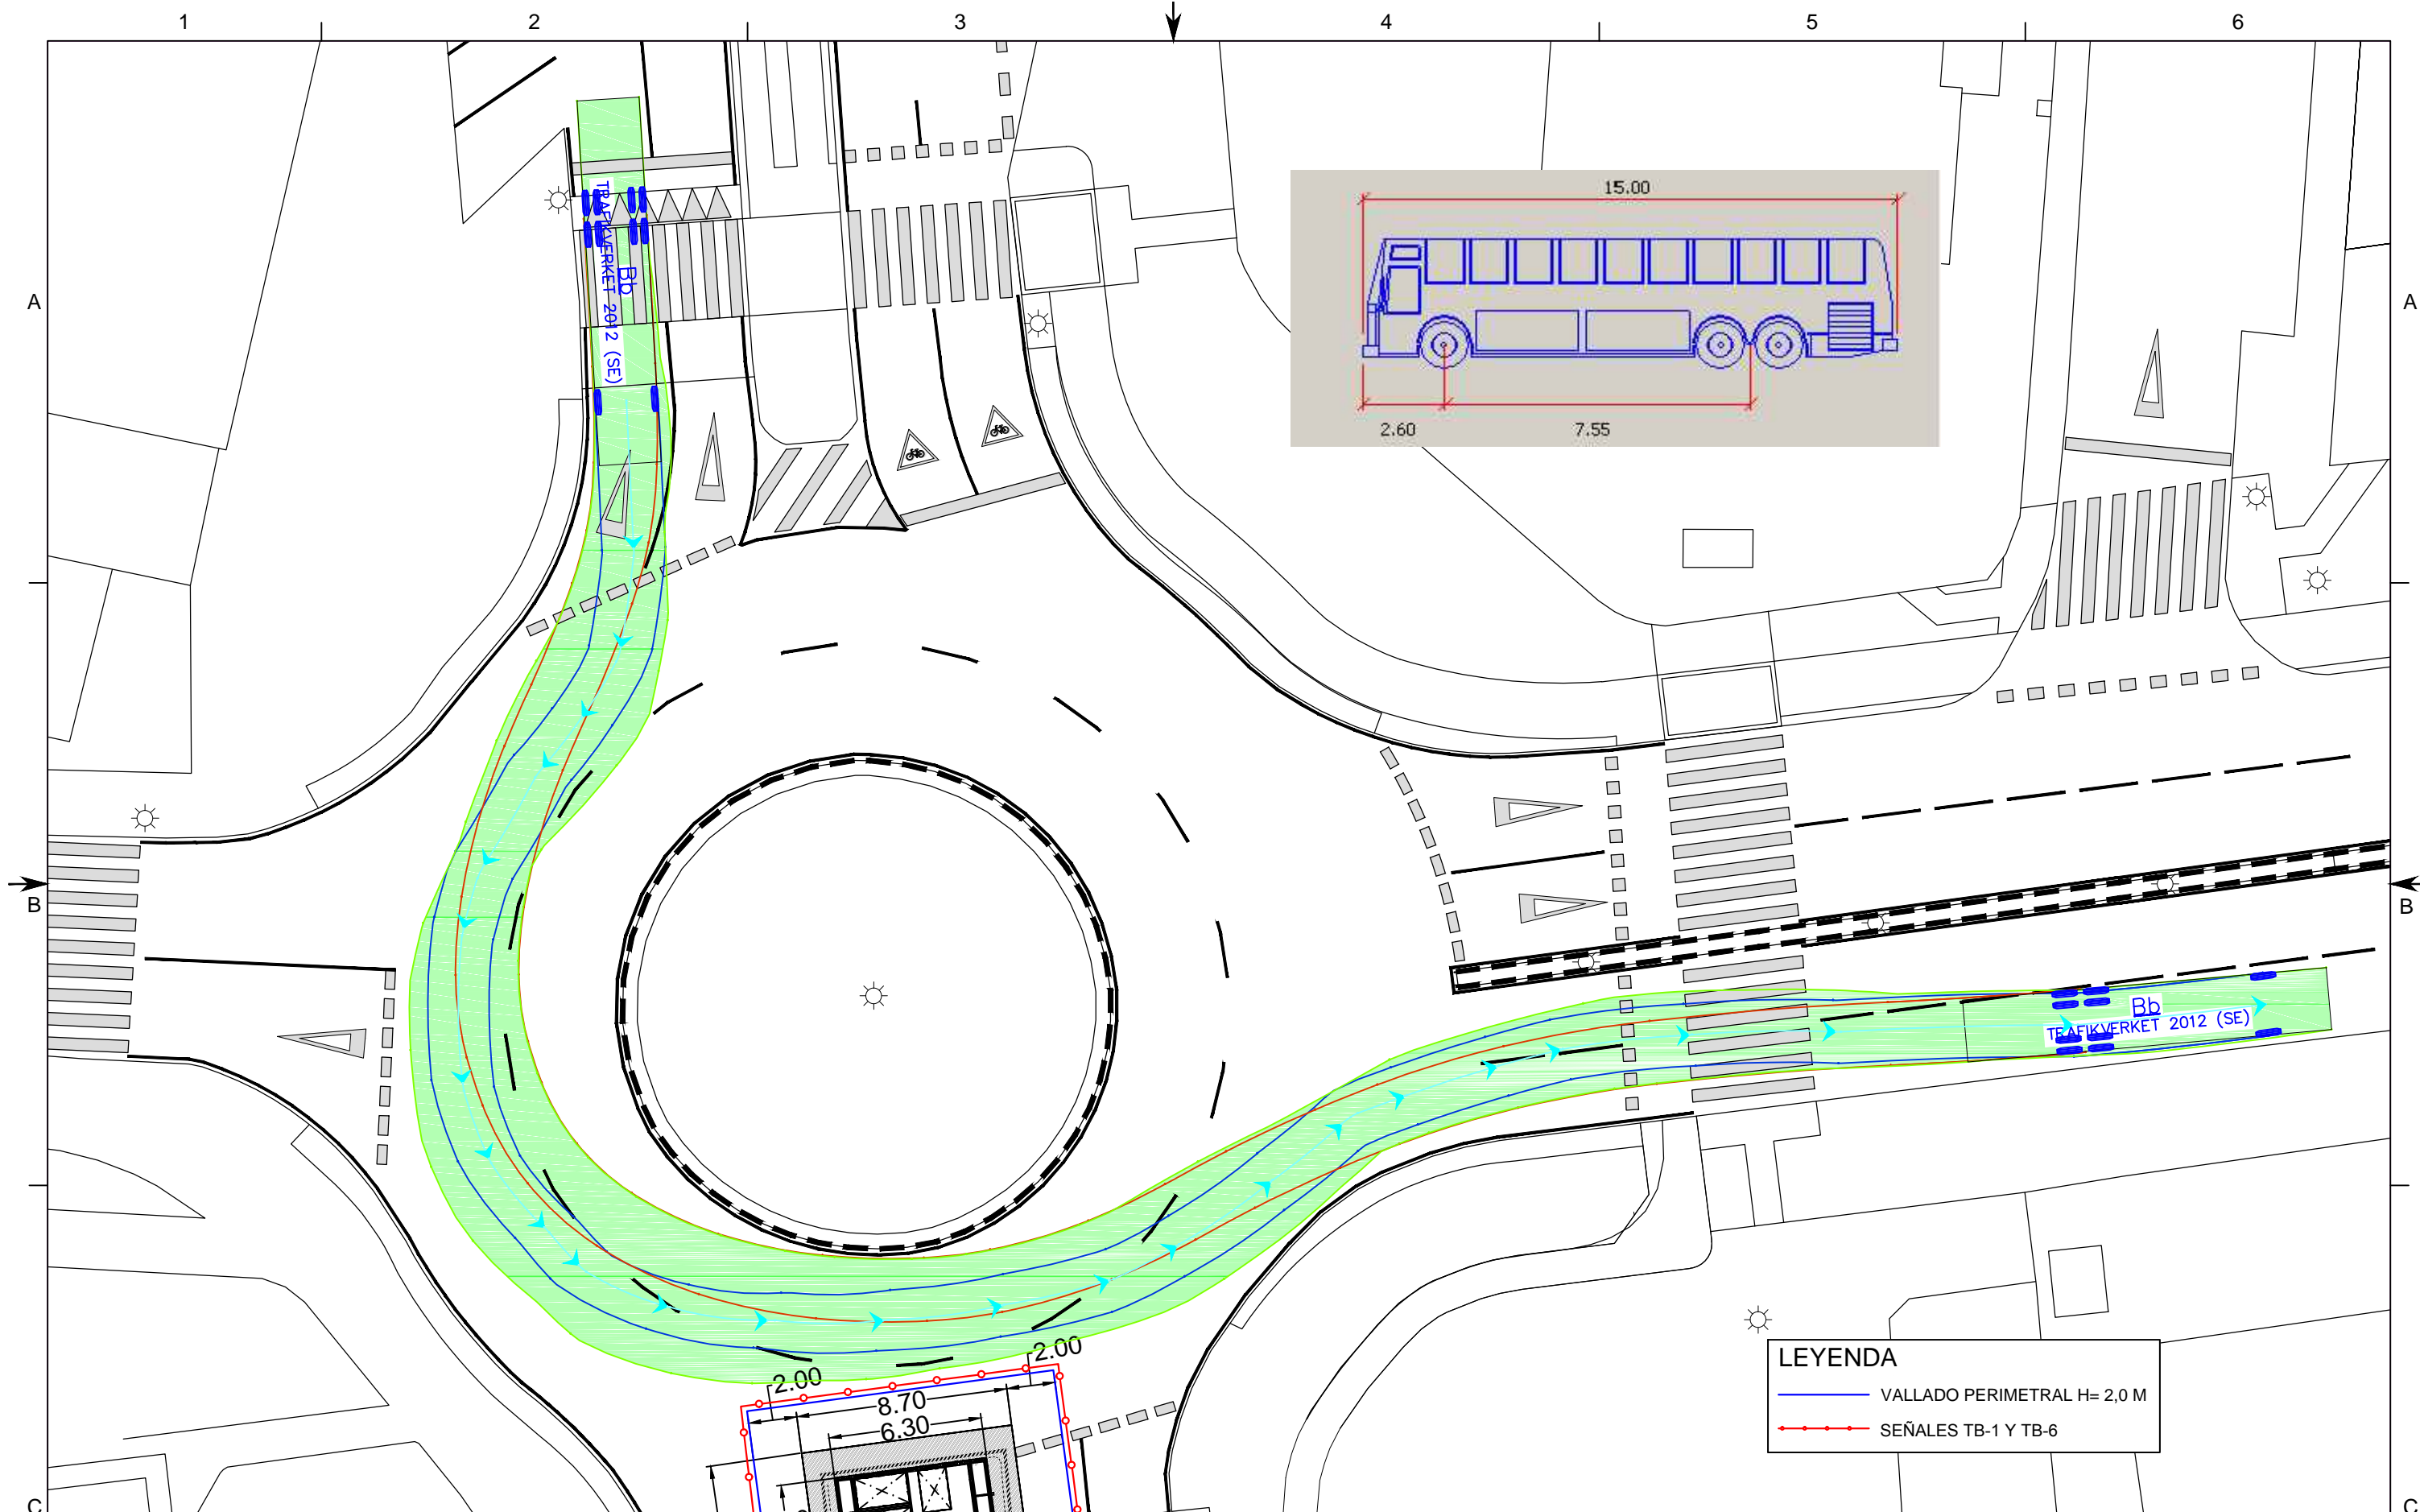 1 2 3 4 5 6
15.00
TRAFIKVERKET 2012 (SE)
Bb
A A
2.60 7.55
B B
Bb
TRAFIKVERKET 2012 (SE)
2.00
2.00
8.70
6.30
LEYENDA
VALLADO PERIMETRAL H= 2,0 M
SEÑALES TB-1 Y TB-6
C C